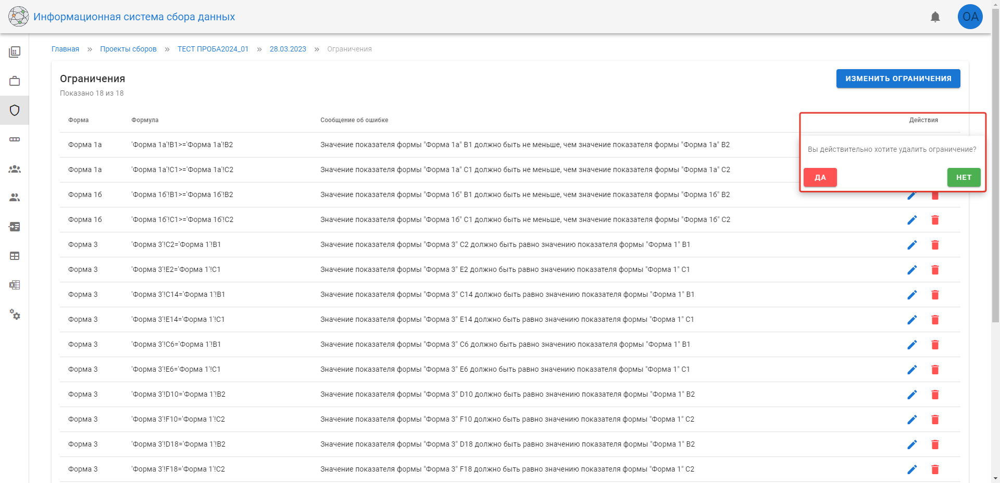 Информационная система сбора данных
OA
Главная » Проекты сборов » ТЕСТ ПРОБА2024_01 » 28.03.2023 » Ограничения
Ограничения
ИЗМЕНИТЬ ОГРАНИЧЕНИЯ
Показано 18 из 18
Форма Формула Сообщение об ошибке Действия
Форма 1а 'Форма 1а'!B1>='Форма 1а'!B2 Значение показателя формы "Форма 1а" B1 должно быть не меньше, чем значение показателя формы "Форма 1а" B2
Вы действительно хотите удалить ограничение?
Форма 1а 'Форма 1а'!C1>='Форма 1а'!C2 Значение показателя формы "Форма 1а" C1 должно быть не меньше, чем значение показателя формы "Форма 1а" C2
ДА НЕТ
Форма 1б 'Форма 1б'!B1>='Форма 1б'!B2 Значение показателя формы "Форма 1б" B1 должно быть не меньше, чем значение показателя формы "Форма 1б" B2
Форма 1б 'Форма 1б'!C1>='Форма 1б'!C2 Значение показателя формы "Форма 1б" C1 должно быть не меньше, чем значение показателя формы "Форма 1б" C2
Форма 3 'Форма 3'!C2='Форма 1'!B1 Значение показателя формы "Форма 3" C2 должно быть равно значению показателя формы "Форма 1" B1
Форма 3 'Форма 3'!E2='Форма 1'!C1 Значение показателя формы "Форма 3" E2 должно быть равно значению показателя формы "Форма 1" C1
Форма 3 'Форма 3'!C14='Форма 1'!B1 Значение показателя формы "Форма 3" C14 должно быть равно значению показателя формы "Форма 1" B1
Форма 3 'Форма 3'!E14='Форма 1'!C1 Значение показателя формы "Форма 3" E14 должно быть равно значению показателя формы "Форма 1" C1
Форма 3 'Форма 3'!C6='Форма 1'!B1 Значение показателя формы "Форма 3" C6 должно быть равно значению показателя формы "Форма 1" B1
Форма 3 'Форма 3'!E6='Форма 1'!C1 Значение показателя формы "Форма 3" E6 должно быть равно значению показателя формы "Форма 1" C1
Форма 3 'Форма 3'!D10='Форма 1'!B2 Значение показателя формы "Форма 3" D10 должно быть равно значению показателя формы "Форма 1" B2
Форма 3 'Форма 3'!F10='Форма 1'!C2 Значение показателя формы "Форма 3" F10 должно быть равно значению показателя формы "Форма 1" C2
Форма 3 'Форма 3'!D18='Форма 1'!B2 Значение показателя формы "Форма 3" D18 должно быть равно значению показателя формы "Форма 1" B2
Форма 3 'Форма 3'!F18='Форма 1'!C2 Значение показателя формы "Форма 3" F18 должно быть равно значению показателя формы "Форма 1" C2